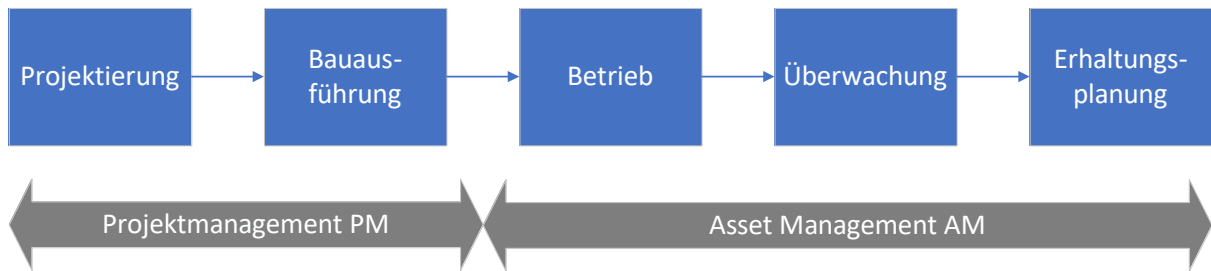 Projektierung
Bauaus-
führung
Betrieb
Überwachung
Erhaltungs-
planung
Projektmanagement PM
Asset Management AM